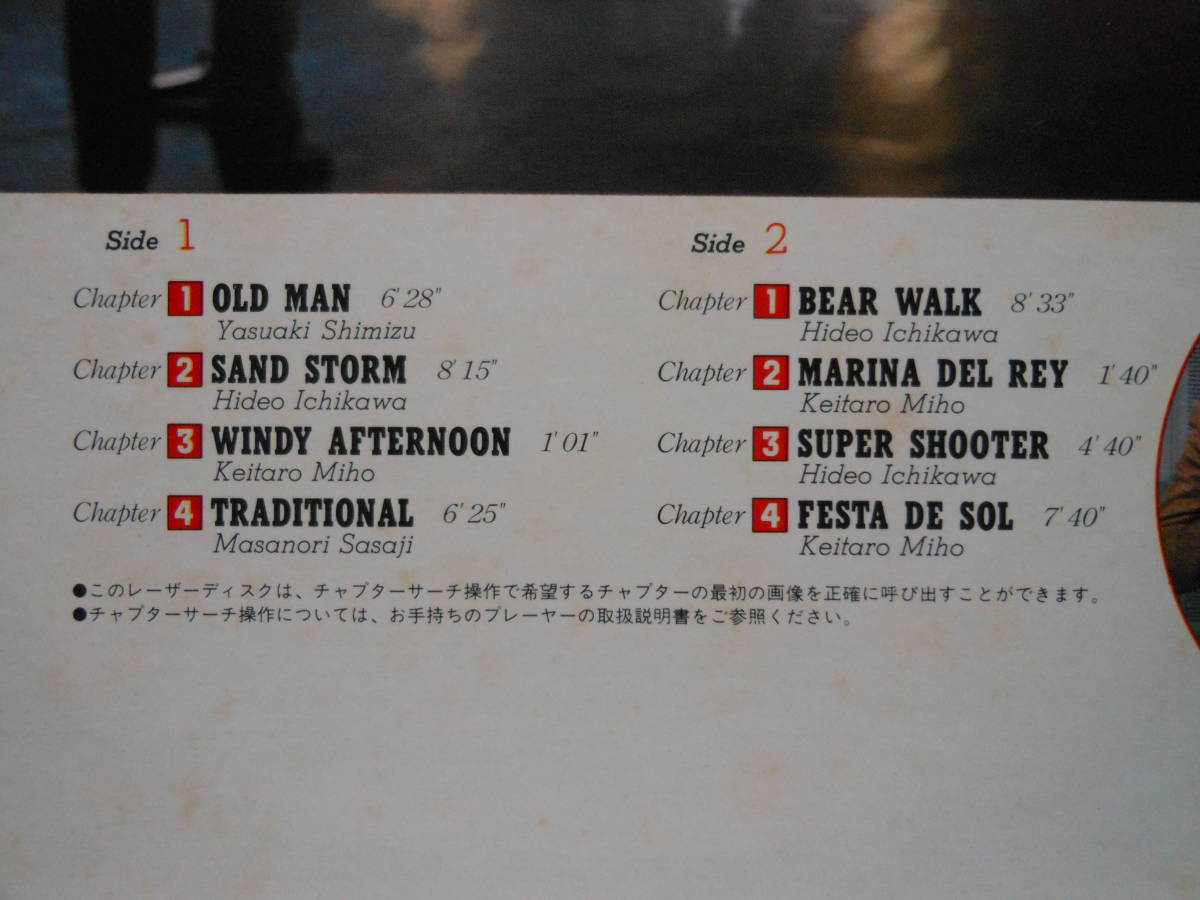 Side 1
Chapter 1 OLD MAN 6'28"
Yasuaki Shimizu
Chapter 2 SAND STORM 8'15"
Hideo Ichikawa
Chapter 3 WINDY AFTERNOON 1'01"
Keitaro Miho
Chapter 4 TRADITIONAL 6'25"
Masanori Sasaji
Side 2
Chapter 1 BEAR WALK 8'33"
Hideo Ichikawa
Chapter 2 MARINA DEL REY 1'40"
Keitaro Miho
Chapter 3 SUPER SHOOTER 4'40"
Hideo Ichikawa
Chapter 4 FESTA DE SOL 7'40"
Keitaro Miho
●このレーザーディスクは、チャプターサーチ操作で希望するチャプターの最初の画像を正確に呼び出すことができます。
●チャプターサーチ操作については、お手持ちのプレーヤーの取扱説明書をご参照ください。